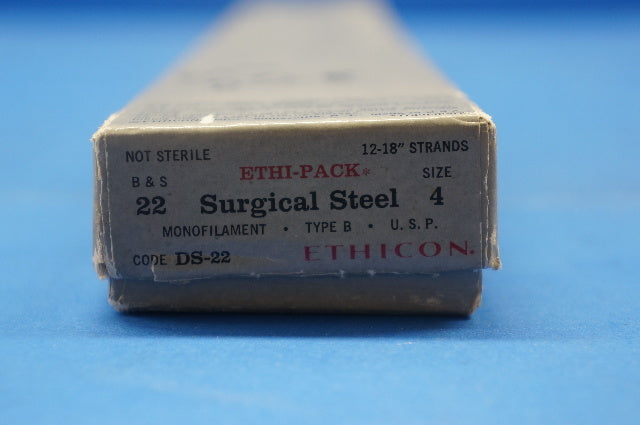 NOT STERILE 12-18" STRANDS
ETHI-PACK*
B & S SIZE
22 Surgical Steel 4
MONOFILAMENT • TYPE B • U.S.P.
CODE DS-22 ETHICON®